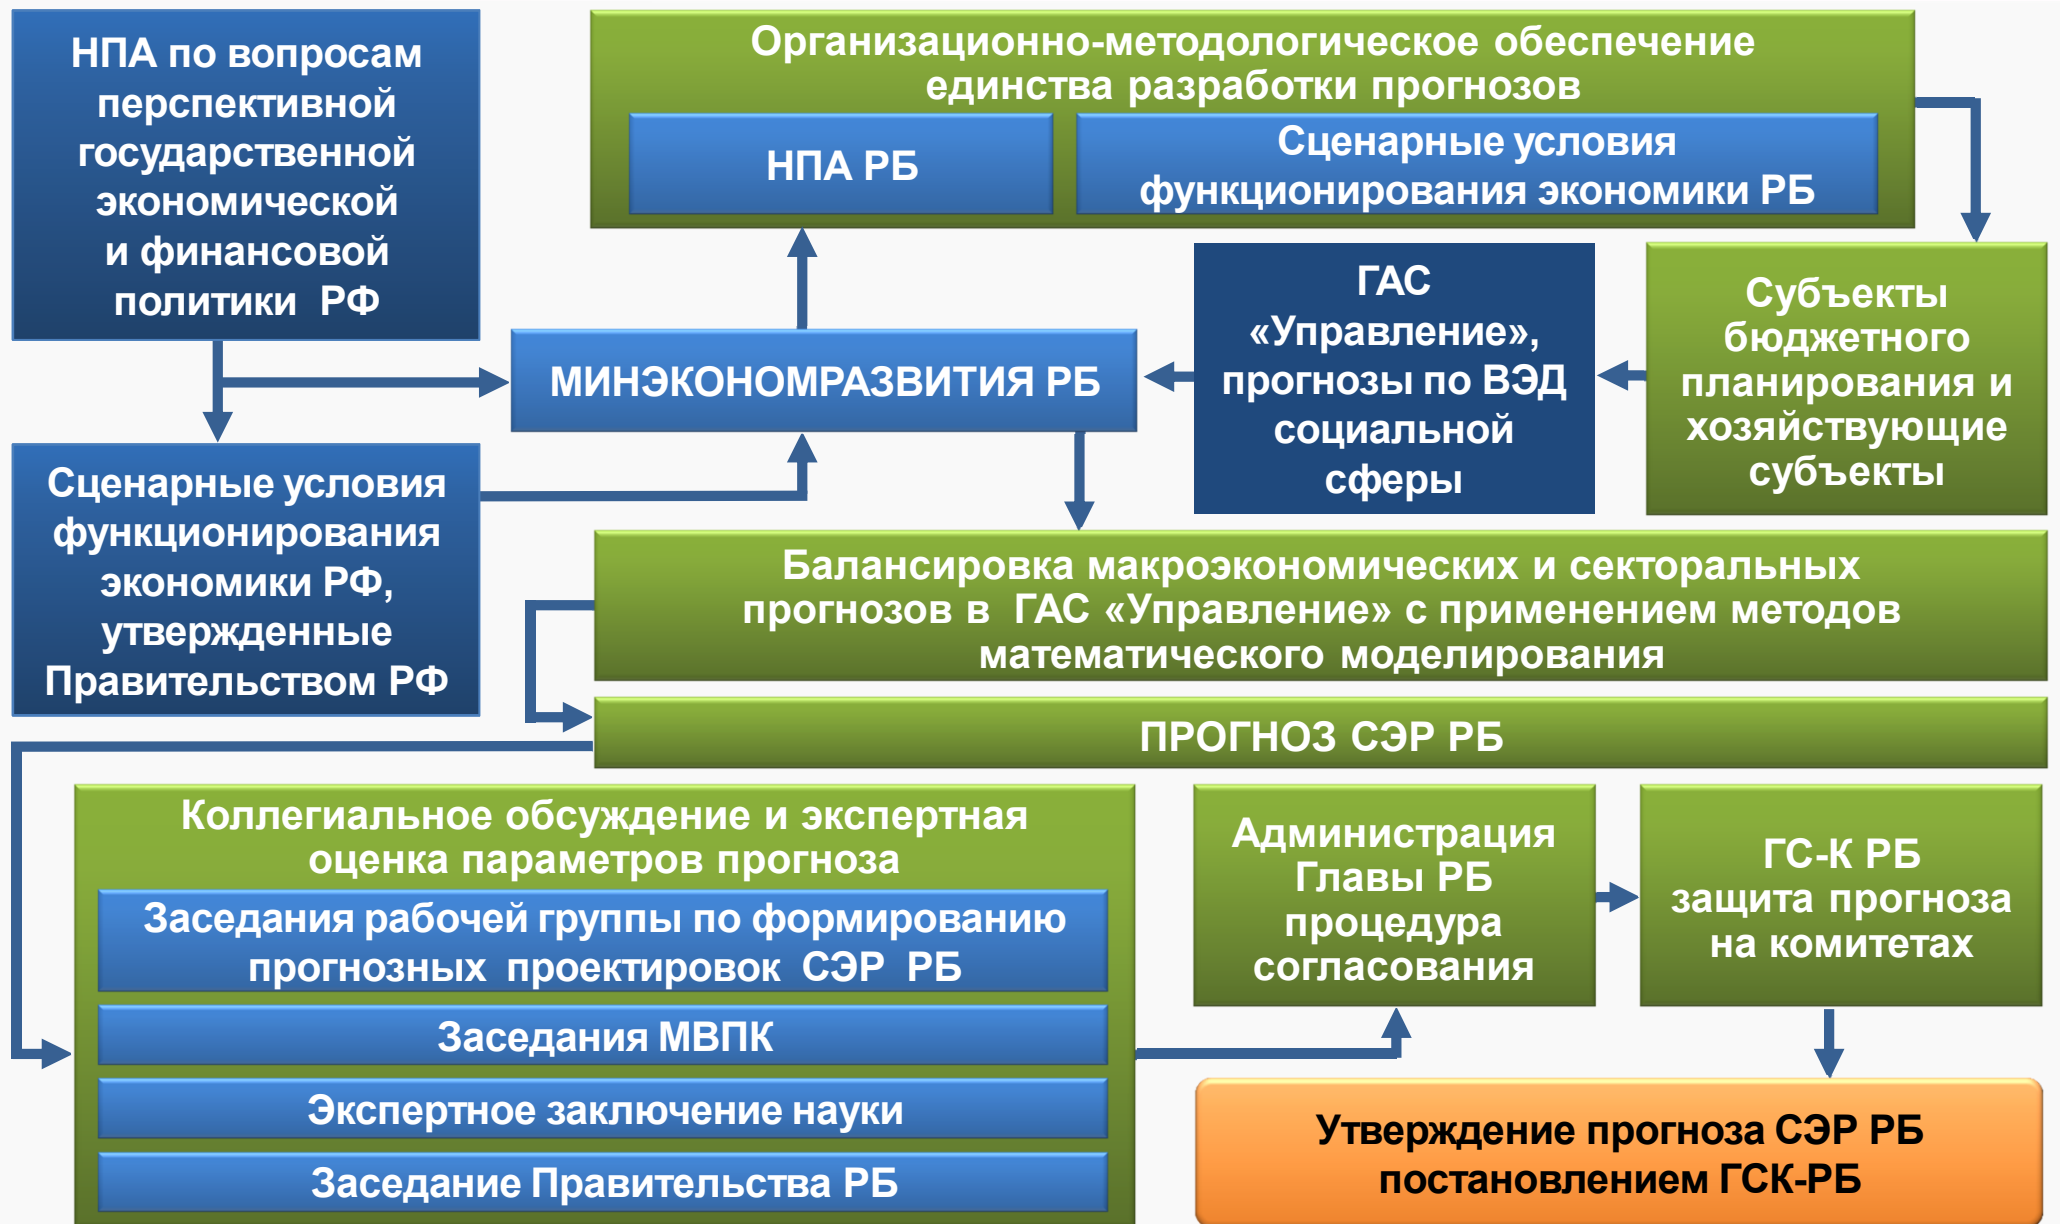 НПА по вопросам
перспективной
государственной
экономической
и финансовой
политики РФ
Организационно-методологическое обеспечение
единства разработки прогнозов
НПА РБ
Сценарные условия
функционирования экономики РБ
МИНЭКОНОМРАЗВИТИЯ РБ
ГАС
«Управление»,
прогнозы по ВЭД
социальной
сферы
Субъекты
бюджетного
планирования и
хозяйствующие
субъекты
Сценарные условия
функционирования
экономики РФ,
утвержденные
Правительством РФ
Балансировка макроэкономических и секторальных
прогнозов в ГАС «Управление» с применением методов
математического моделирования
ПРОГНОЗ СЭР РБ
Коллегиальное обсуждение и экспертная
оценка параметров прогноза
Заседания рабочей группы по формированию
прогнозных проектировок СЭР РБ
Заседания МВПК
Экспертное заключение науки
Заседание Правительства РБ
Администрация
Главы РБ
процедура
согласования
ГС-К РБ
защита прогноза
на комитетах
Утверждение прогноза СЭР РБ
постановлением ГСК-РБ